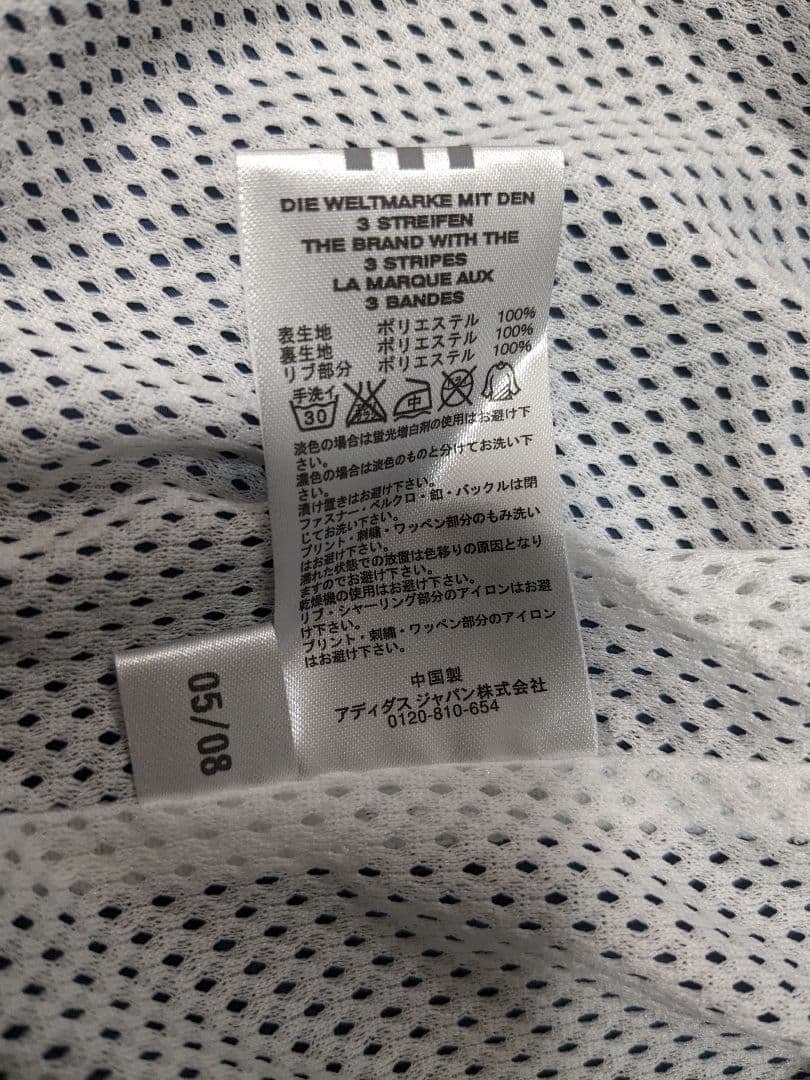 DIE WELTMARKE MIT DEN
3 STREIFEN
THE BRAND WITH THE
3 STRIPES
LA MARQUE AUX
3 BANDES
表生地 ポリエステル 100%
裏生地 ポリエステル 100%
リブ部分 ポリエステル 100%
手洗イ
30
中
淡色の場合は蛍光増白剤の使用はお避け下
さい。
濃色の場合は淡色のものと分けてお洗い下
さい。
漬け置きはお避け下さい。
ファスナー・ベルクロ・釦・バックルは閉
じてお洗い下さい。
プリント・刺繍・ワッペン部分のもみ洗い
はお避け下さい。
濡れた状態での放置は色移りの原因となり
ますのでお避け下さい。
乾燥機の使用はお避け下さい。
リブ・シャーリング部分のアイロンはお避
け下さい。
プリント・刺繍・ワッペン部分のアイロン
はお避け下さい。
中国製
アディダス ジャパン株式会社
0120-810-654
05/08